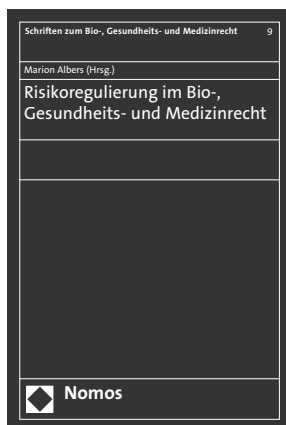 Schriften zum Bio-, Gesundheits- und Medizinrecht 9
Marion Albers (Hrsg.)
Risikoregulierung im Bio-,
Gesundheits- und Medizinrecht
Nomos